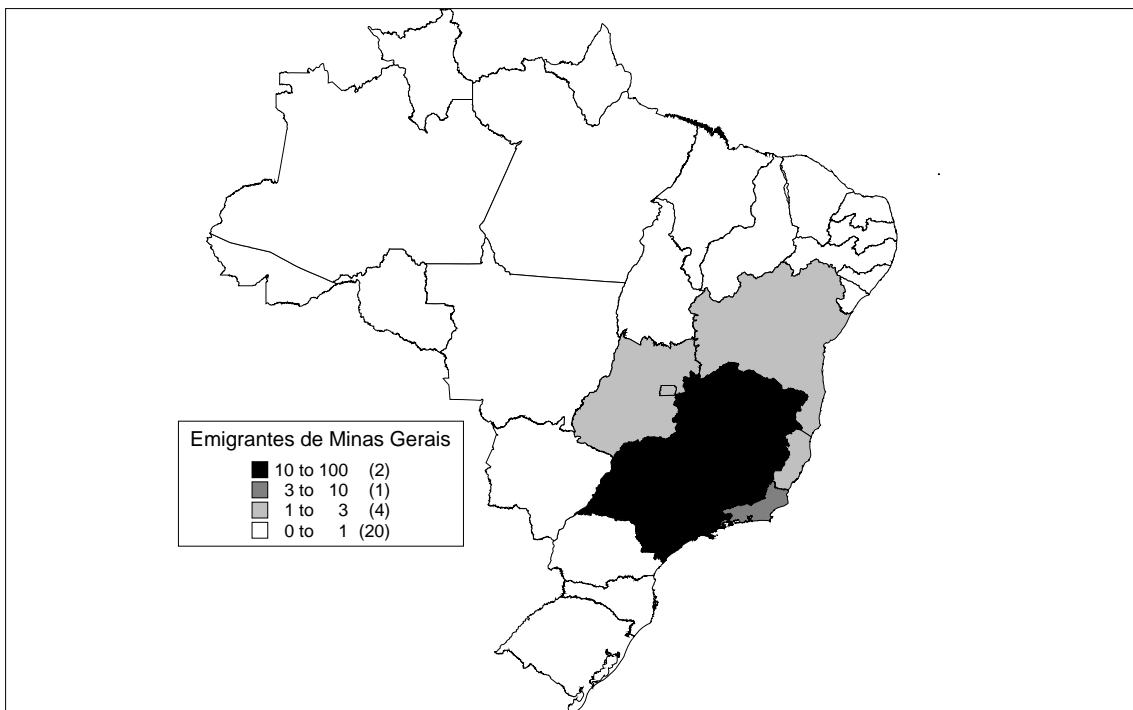 Emigrantes de Minas Gerais
10 to 100 (2)
3 to 10 (1)
1 to 3 (4)
0 to 1 (20)